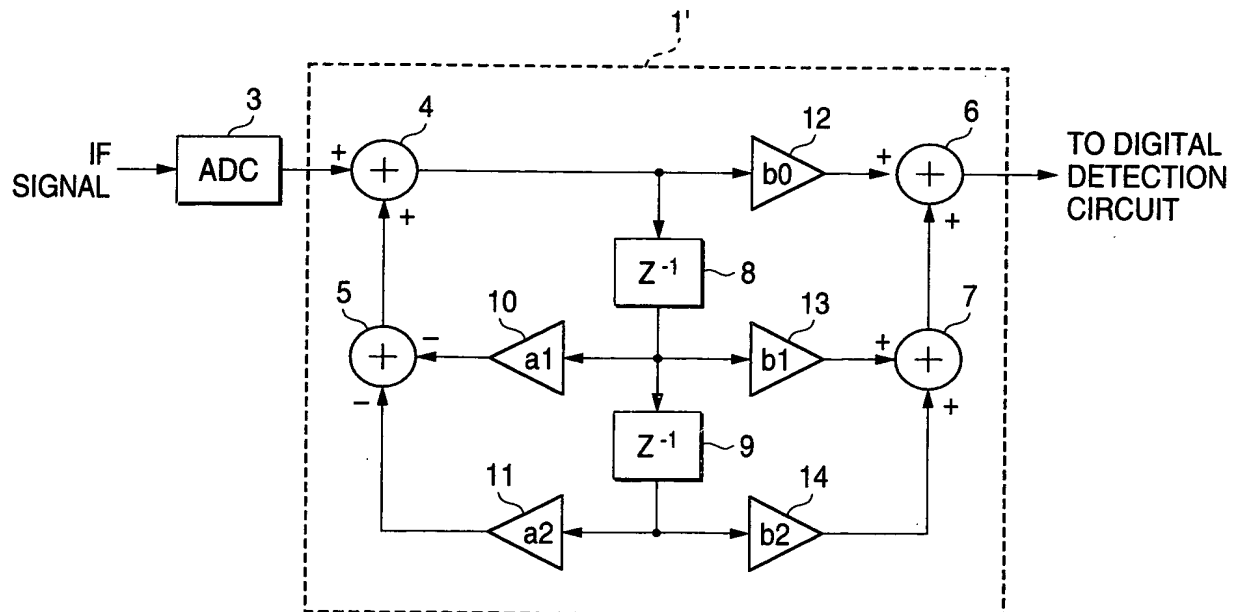 1'
3
4
12
6
IF
SIGNAL
ADC
+
+
b0
+
+
TO DIGITAL
DETECTION
CIRCUIT
+
+
Z-1
8
5
10
13
7
+
−
a1
b1
+
+
−
+
Z-1
9
11
14
a2
b2